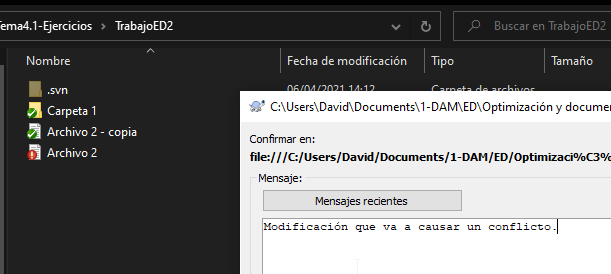 Tema4.1-Ejercicios > TrabajoED2
Buscar en TrabajoED2
Fecha de modificación Tipo Tamaño
.svn 06/04/2021 14:12 Carpeta de archivos
Carpeta 1
Archivo 2 - copia
Archivo 2
C:\Users\David\Documents\1-DAM\ED\Optimización y docume
Confirmar en:
file:///C:/Users/David/Documents/1-DAM/ED/Optimizaci%C3%
Mensaje:
Mensajes recientes
Modificación que va a causar un conflicto.